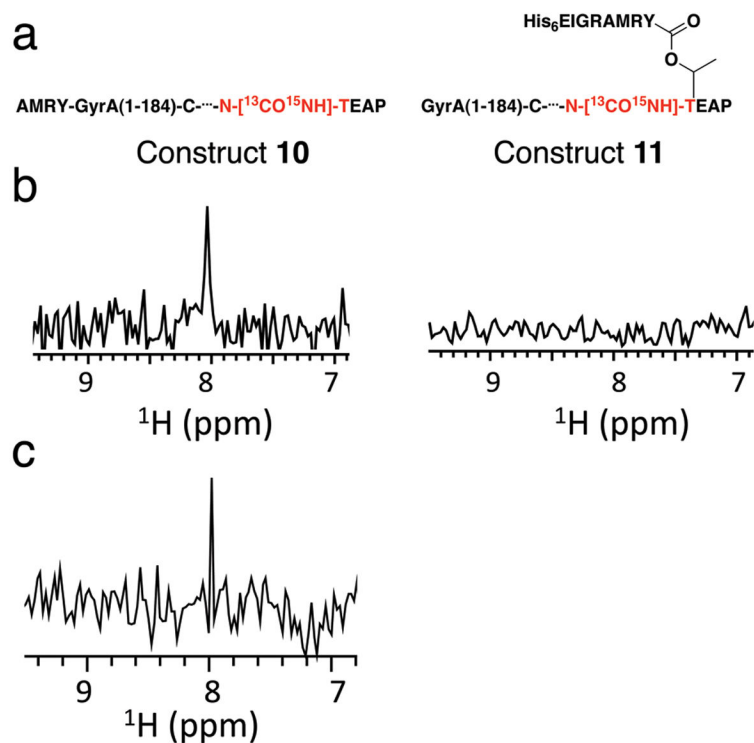 a
His₆EIGRAMRY O
O
AMRY-GyrA(1-184)-C-···-N-[¹³CO¹⁵NH]-TEAP GyrA(1-184)-C-···-N-[¹³CO¹⁵NH]-TEAP
Construct 10 Construct 11
b
9 8 7 9 8 7
¹H (ppm) ¹H (ppm)
c
9 8 7
¹H (ppm)